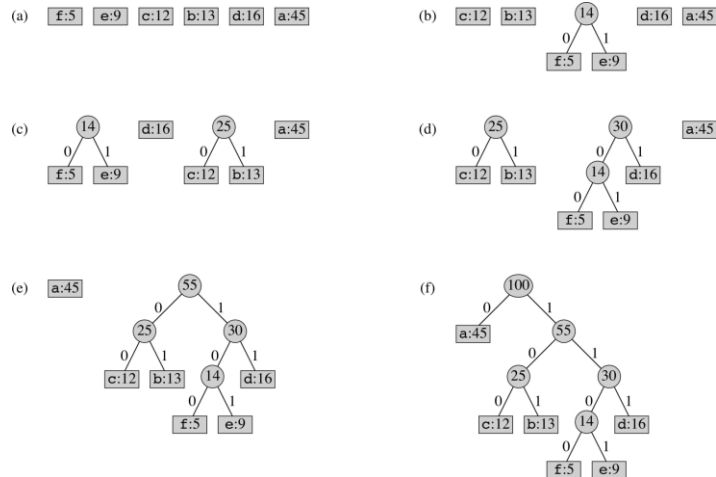 (a) f:5 e:9 c:12 b:13 d:16 a:45
(b) c:12 b:13 14 d:16 a:45
0 1
f:5 e:9
(c) 14 d:16 25 a:45
0 1 0 1
f:5 e:9 c:12 b:13
(d) 25 30 a:45
0 1 0 1
c:12 b:13 14 d:16
0 1
f:5 e:9
(e) a:45 55
0 1
25 30
0 1 0 1
c:12 b:13 14 d:16
0 1
f:5 e:9
(f) 100
0 1
a:45 55
0 1
25 30
0 1 0 1
c:12 b:13 14 d:16
0 1
f:5 e:9